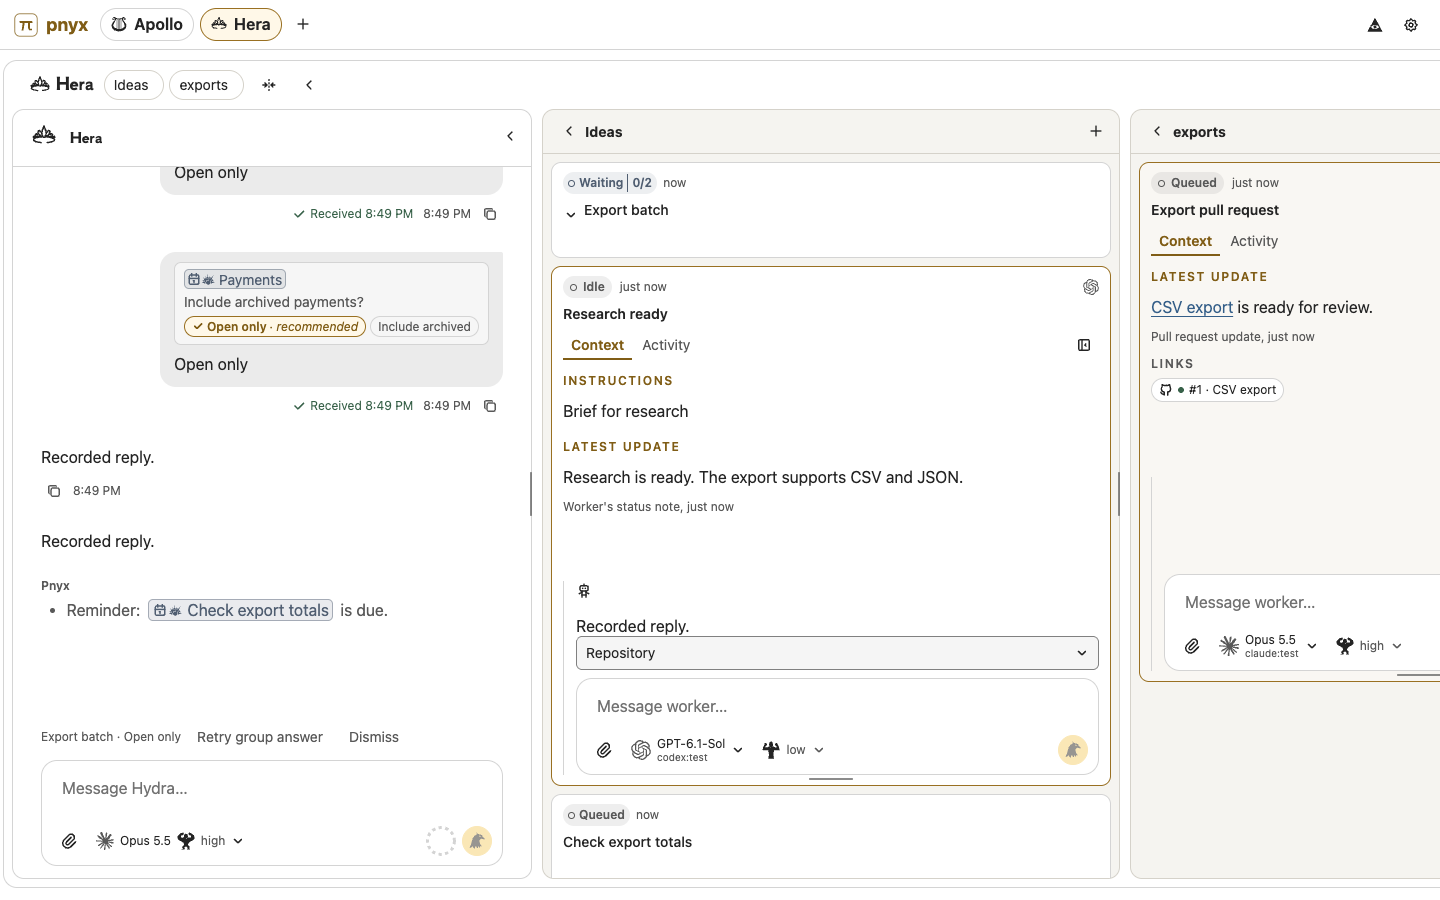 π pnyx Apollo Hera +
Hera Ideas exports
Hera
Open only
Received 8:49 PM 8:49 PM
Payments
Include archived payments?
Open only · recommended Include archived
Open only
Received 8:49 PM 8:49 PM
Recorded reply.
8:49 PM
Recorded reply.
Pnyx
• Reminder: Check export totals is due.
Export batch · Open only Retry group answer Dismiss
Message Hydra...
Opus 5.5 high
Ideas +
Waiting 0/2 now
Export batch
Idle just now
Research ready
Context Activity
INSTRUCTIONS
Brief for research
LATEST UPDATE
Research is ready. The export supports CSV and JSON.
Worker's status note, just now
Recorded reply.
Repository
Message worker...
GPT-6.1-Sol low
codex:test
Queued now
Check export totals
exports
Queued just now
Export pull request
Context Activity
LATEST UPDATE
CSV export is ready for review.
Pull request update, just now
LINKS
#1 · CSV export
Message worker...
Opus 5.5 high
claude:test